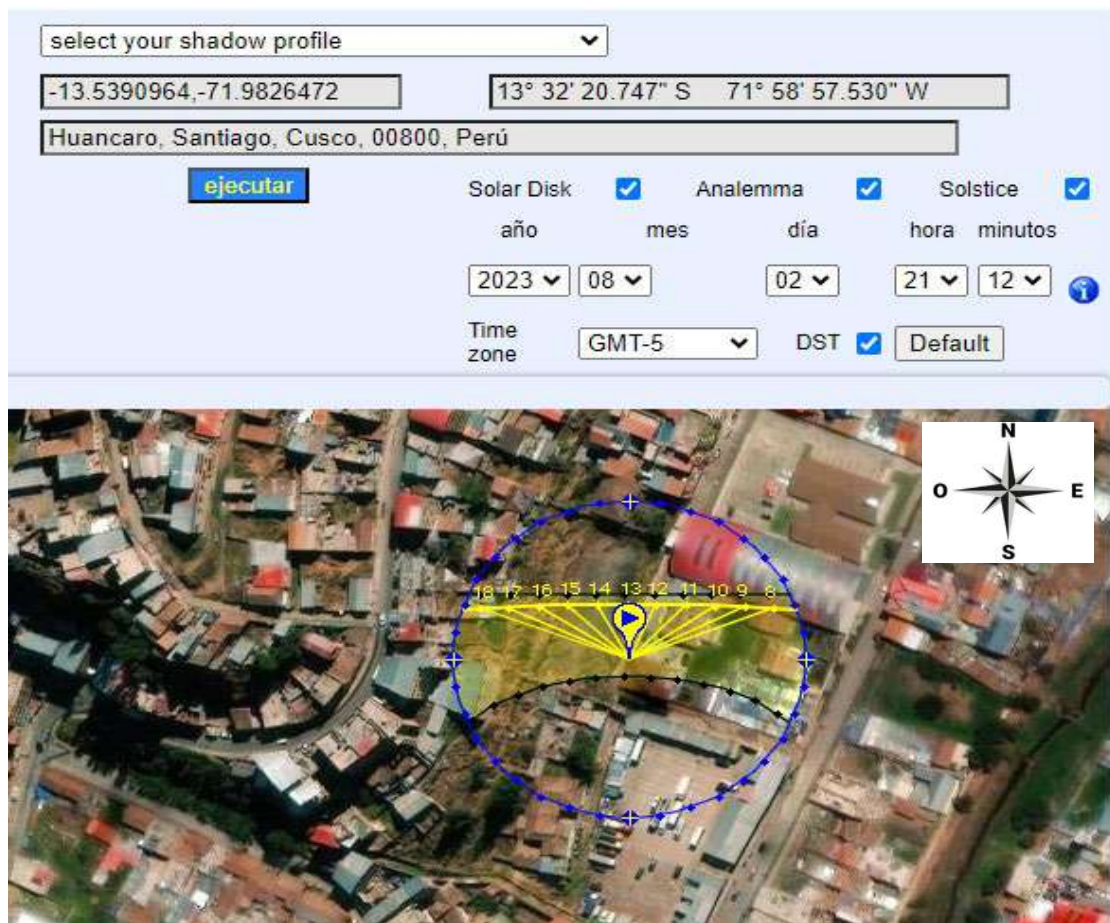 select your shadow profile
-13.5390964,-71.9826472 13° 32' 20.747" S 71° 58' 57.530" W
Huancaro, Santiago, Cusco, 00800, Perú
ejecutar Solar Disk Analemma Solstice
año mes día hora minutos
2023 08 02 21 12
Time zone GMT-5 DST Default
N
O E
S
18 17 16 15 14 13 12 11 10 9 8